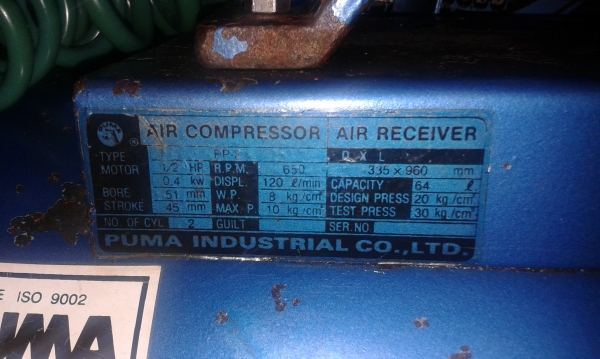 AIR COMPRESSOR AIR RECEIVER
TYPE PP- D X L
MOTOR 1/2 HP R.P.M. 650 335 × 960 mm
0.4 kw DISPL. 120 ℓ/min CAPACITY 64 ℓ
BORE 51 mm W.P. 8 kg/cm² DESIGN PRESS 20 kg/cm²
STROKE 45 mm MAX P. 10 kg/cm² TEST PRESS 30 kg/cm²
NO OF CYL 2 GUILT SER.NO
PUMA INDUSTRIAL CO.,LTD.
ISO 9002
UMA